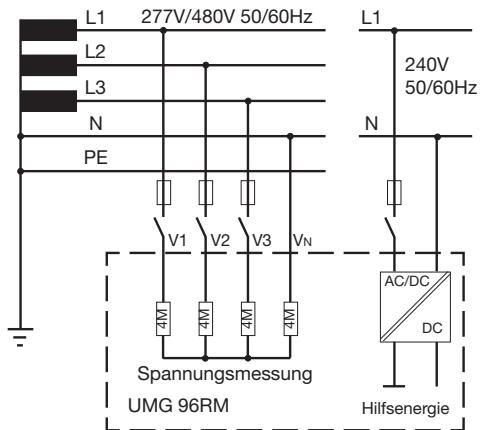 L1 277V/480V 50/60Hz L1
L2
240V
50/60Hz
L3
N N
PE
V1 V2 V3 VN
AC/DC
DC
4M 4M 4M 4M
Spannungsmessung
UMG 96RM
Hilfsenergie